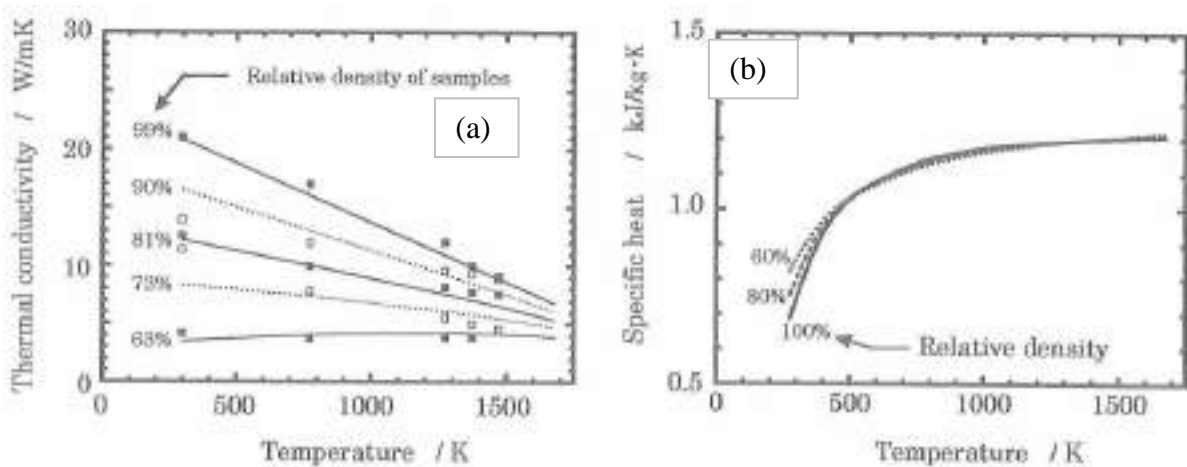 Thermal conductivity / W/mK
30
20
10
0
Relative density of samples
(a)
99%
90%
81%
73%
63%
0
500
1000
1500
Temperature / K
Specific heat / kJ/kg·K
1.5
1.0
0.5
(b)
60%
80%
100%
Relative density
0
500
1000
1500
Temperature / K